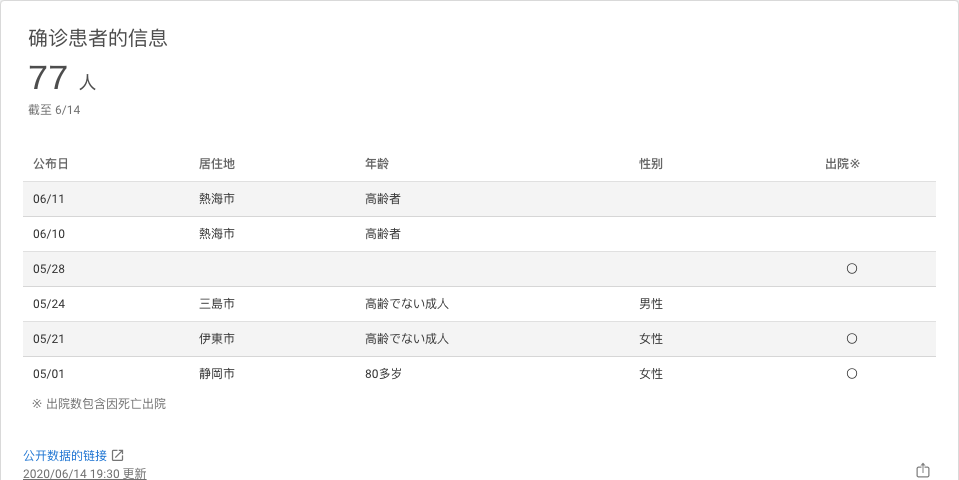 确诊患者的信息
77 人
截至 6/14
公布日 居住地 年龄 性别 出院※
06/11 熱海市 高齢者
06/10 熱海市 高齢者
05/28 〇
05/24 三島市 高齢でない成人 男性
05/21 伊東市 高齢でない成人 女性 〇
05/01 静岡市 80多岁 女性 〇
※ 出院数包含因死亡出院
公开数据的链接
2020/06/14 19:30 更新